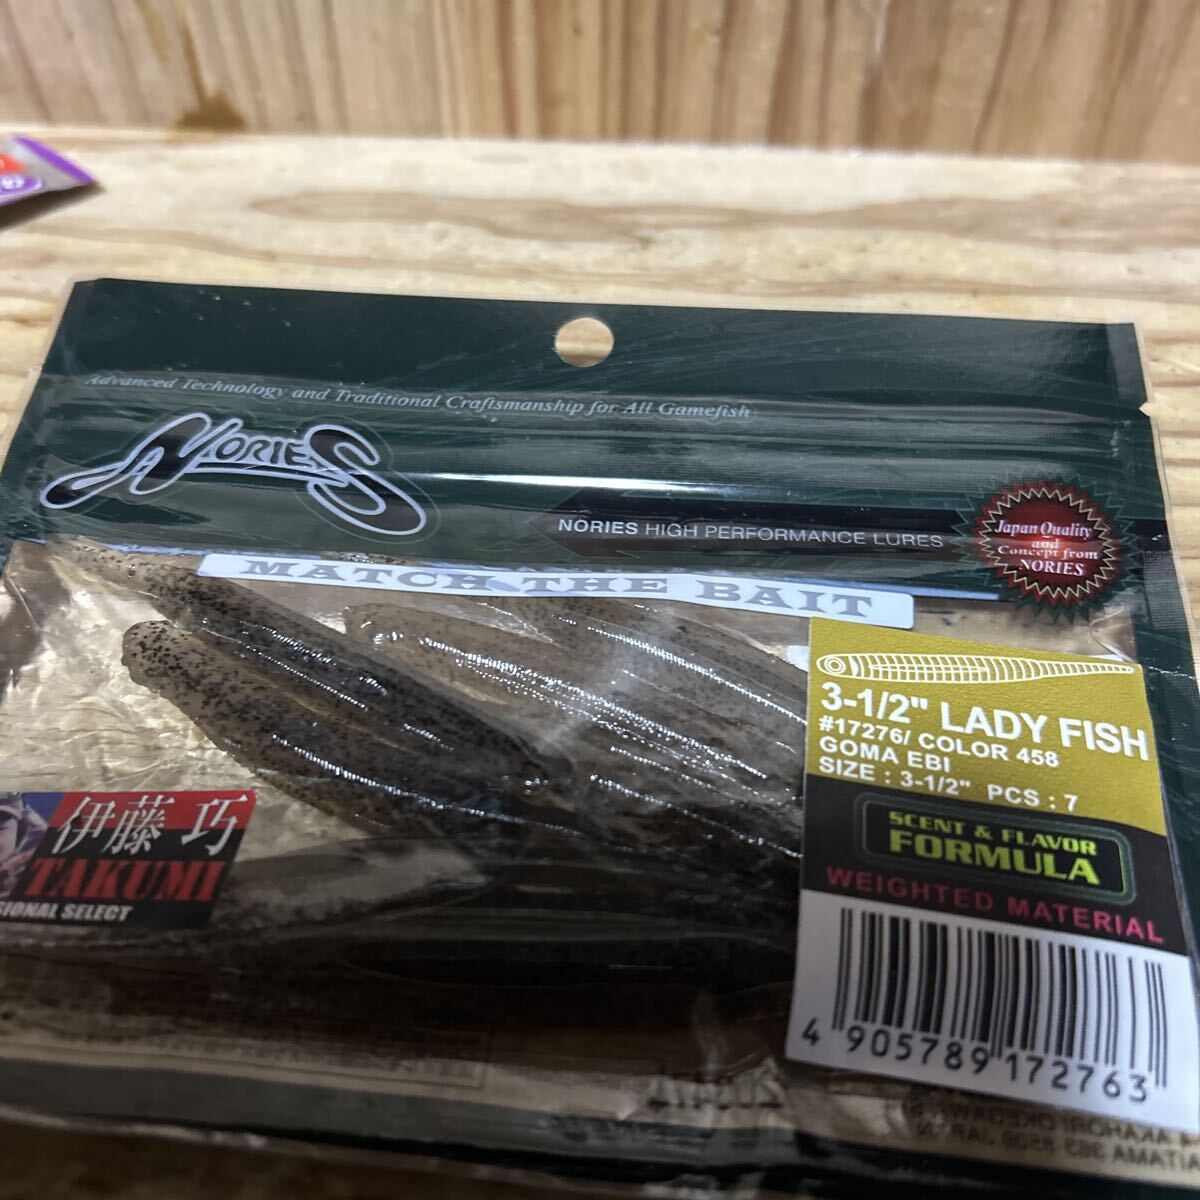 Advanced Technology and Traditional Craftsmanship for All Gamefish
NORIES
NORIES HIGH PERFORMANCE LURES
Japan Quality
and
Concept from
NORIES
MATCH THE BAIT
3-1/2" LADY FISH
#17276/ COLOR 458
GOMA EBI
SIZE : 3-1/2" PCS : 7
SCENT & FLAVOR
FORMULA
WEIGHTED MATERIAL
4 905789 172763
伊藤 巧
TAKUMI
SIONAL SELECT